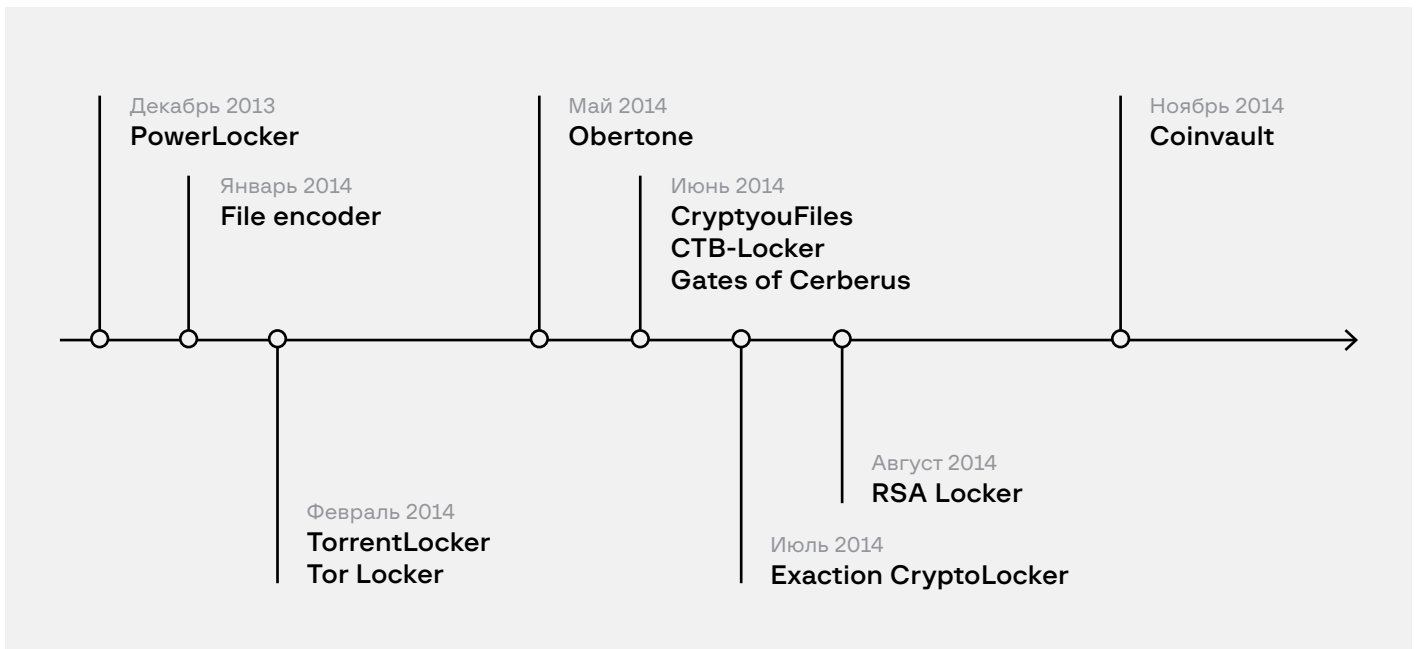 Декабрь 2013
PowerLocker
Январь 2014
File encoder
Февраль 2014
TorrentLocker
Tor Locker
Май 2014
Obertone
Июнь 2014
CryptyouFiles
CTB-Locker
Gates of Cerberus
Июль 2014
Exaction CryptoLocker
Август 2014
RSA Locker
Ноябрь 2014
Coinvault